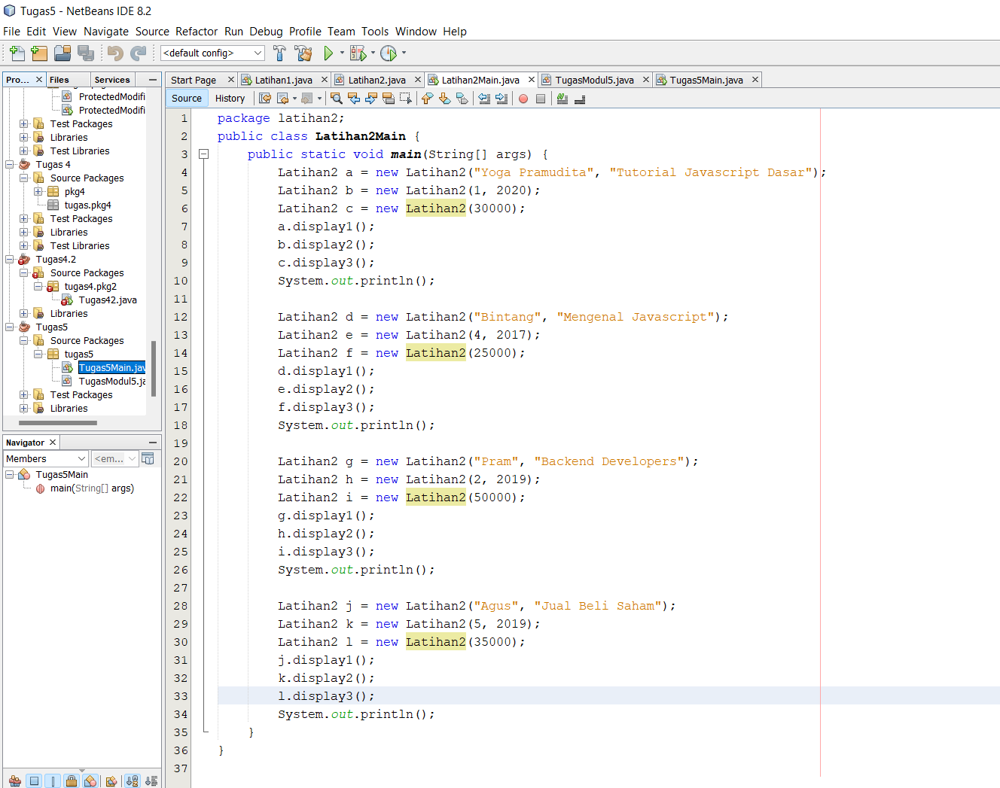 Tugas5 - NetBeans IDE 8.2
File Edit View Navigate Source Refactor Run Debug Profile Team Tools Window Help
<default config>
Pro... Files Services
ProtectedModifi
ProtectedModifi
Test Packages
Libraries
Test Libraries
Tugas 4
Source Packages
pkg4
tugas.pkg4
Test Packages
Libraries
Test Libraries
Tugas4.2
Source Packages
tugas4.pkg2
Tugas42.java
Libraries
Tugas5
Source Packages
tugas5
Tugas5Main.jav
TugasModul5.ja
Test Packages
Libraries
Navigator
Members <em...
Tugas5Main
main(String[] args)
Start Page Latihan1.java Latihan2.java Latihan2Main.java TugasModul5.java Tugas5Main.java
Source History
1 package latihan2;
2 public class Latihan2Main {
3 public static void main(String[] args) {
4 Latihan2 a = new Latihan2("Yoga Pramudita", "Tutorial Javascript Dasar");
5 Latihan2 b = new Latihan2(1, 2020);
6 Latihan2 c = new Latihan2(30000);
7 a.display1();
8 b.display2();
9 c.display3();
10 System.out.println();
11
12 Latihan2 d = new Latihan2("Bintang", "Mengenal Javascript");
13 Latihan2 e = new Latihan2(4, 2017);
14 Latihan2 f = new Latihan2(25000);
15 d.display1();
16 e.display2();
17 f.display3();
18 System.out.println();
19
20 Latihan2 g = new Latihan2("Pram", "Backend Developers");
21 Latihan2 h = new Latihan2(2, 2019);
22 Latihan2 i = new Latihan2(50000);
23 g.display1();
24 h.display2();
25 i.display3();
26 System.out.println();
27
28 Latihan2 j = new Latihan2("Agus", "Jual Beli Saham");
29 Latihan2 k = new Latihan2(5, 2019);
30 Latihan2 l = new Latihan2(35000);
31 j.display1();
32 k.display2();
33 l.display3();
34 System.out.println();
35 }
36 }
37